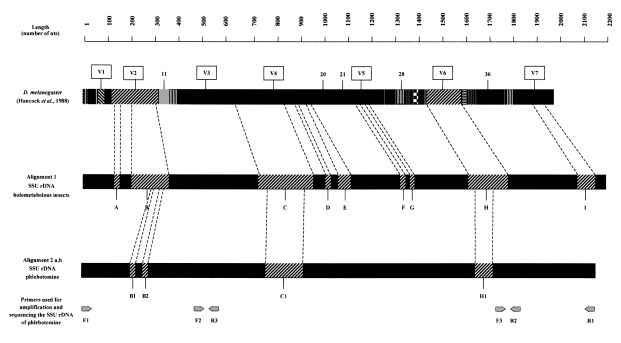 Length
(number of nts)
1 100 200 300 400 500 600 700 800 900 1000 1100 1200 1300 1400 1500 1600 1700 1800 1900 2000 2100 2200
V1 V2 11 V3 V4 20 21 V5 28 V6 36 V7
D. melanogaster
(Hancock et al., 1988)
Alignment 1
SSU rDNA
holometabolous insects
A B C D E F G H I
Alignment 2 a,b
SSU rDNA
phlebotomine
B1 B2 C1 H1
Primers used for
amplification and
sequencing the SSU rDNA
of phlebotomine
F1 F2 R3 F3 R2 R1